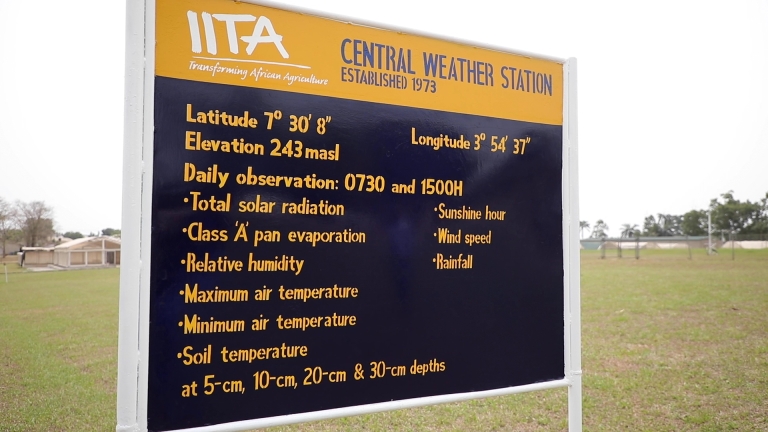 IITA
Transforming African Agriculture
CENTRAL WEATHER STATION
ESTABLISHED 1973
Latitude 7° 30' 8"
Longitude 3° 54' 37"
Elevation 243 masl
Daily observation: 0730 and 1500H
•Total solar radiation
•Class 'A' pan evaporation
•Relative humidity
•Maximum air temperature
•Minimum air temperature
•Soil temperature
at 5-cm, 10-cm, 20-cm & 30-cm depths
•Sunshine hour
•Wind speed
•Rainfall